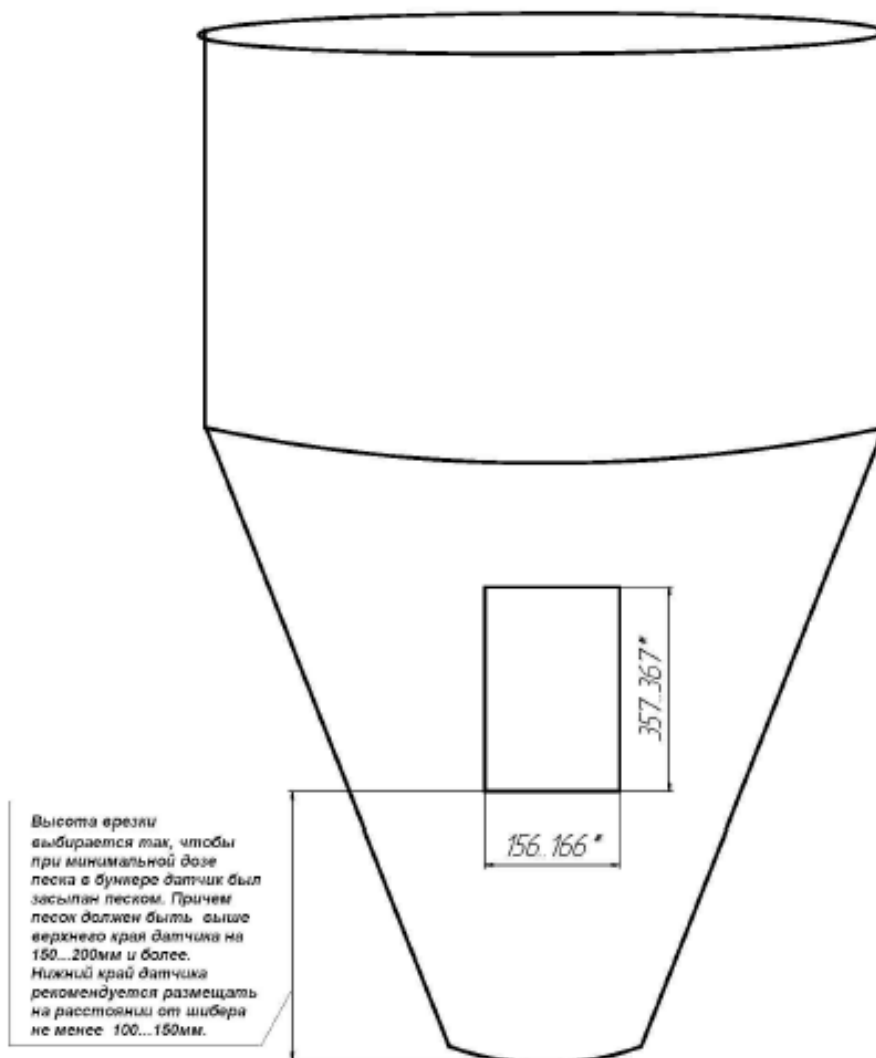 357..367*
156..166*
Высота врезки
выбирается так, чтобы
при минимальной дозе
песка в бункере датчик был
засыпан песком. Причем
песок должен быть выше
верхнего края датчика на
150...200мм и более.
Нижний край датчика
рекомендуется размещать
на расстоянии от шибера
не менее 100...150мм.